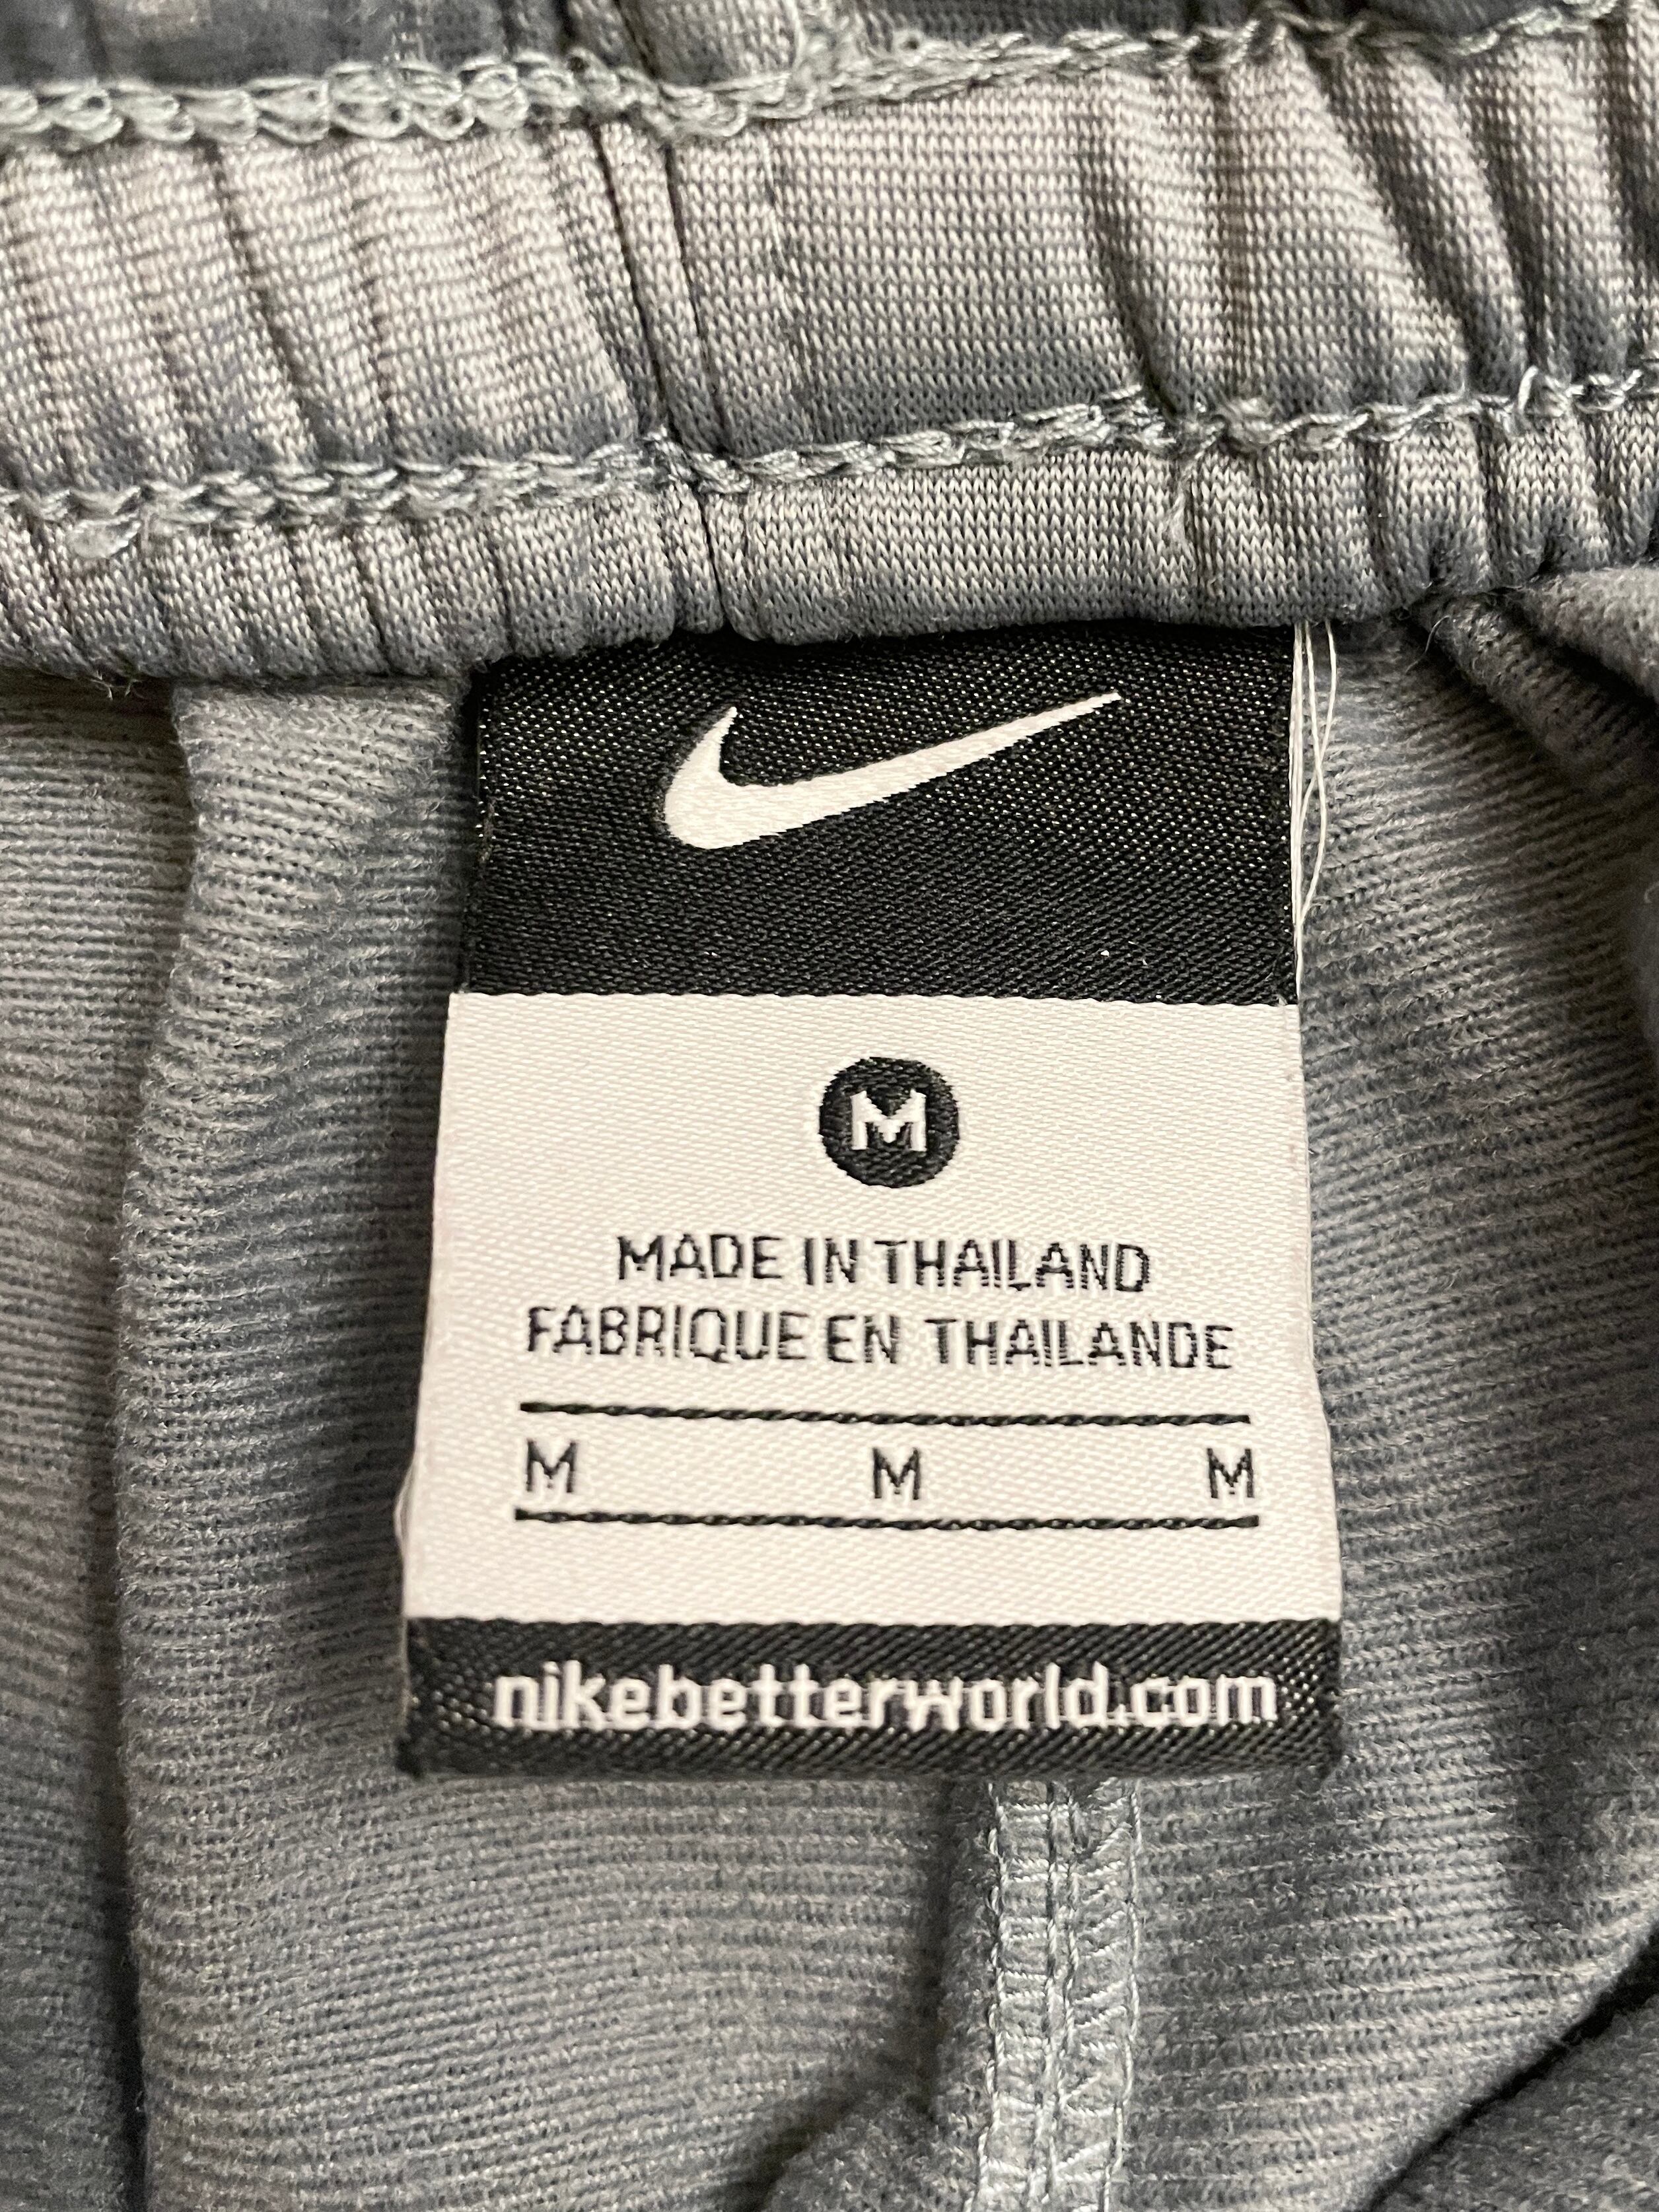 M
MADE IN THAILAND
FABRIQUE EN THAILANDE
M M M
nikebetterworld.com